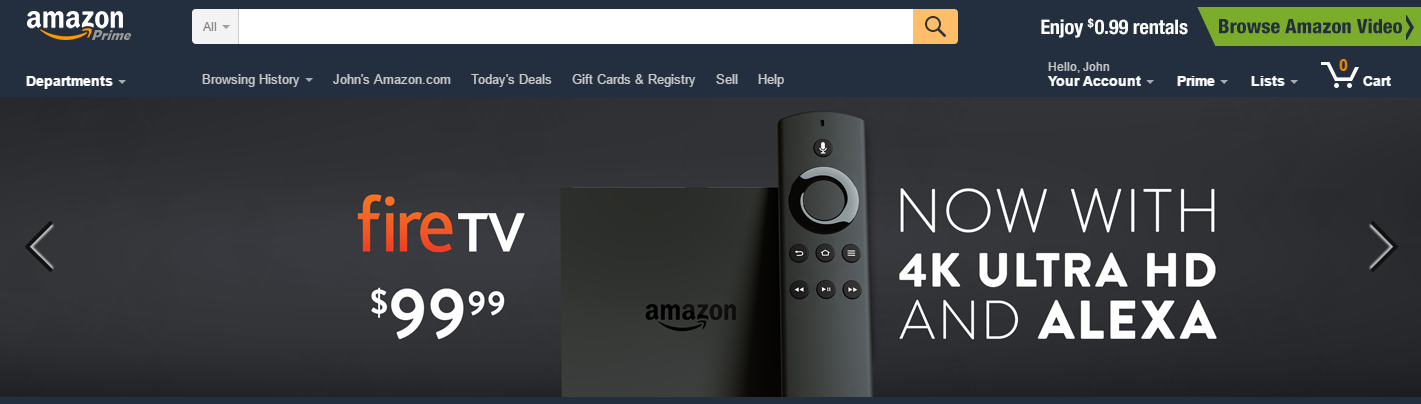 amazon
Prime
All
Enjoy $0.99 rentals
Browse Amazon Video
Departments
Browsing History
John's Amazon.com
Today's Deals
Gift Cards & Registry
Sell
Help
Hello, John
Your Account
Prime
Lists
0
Cart
fireTV
$99 99
amazon
NOW WITH
4K ULTRA HD
AND ALEXA